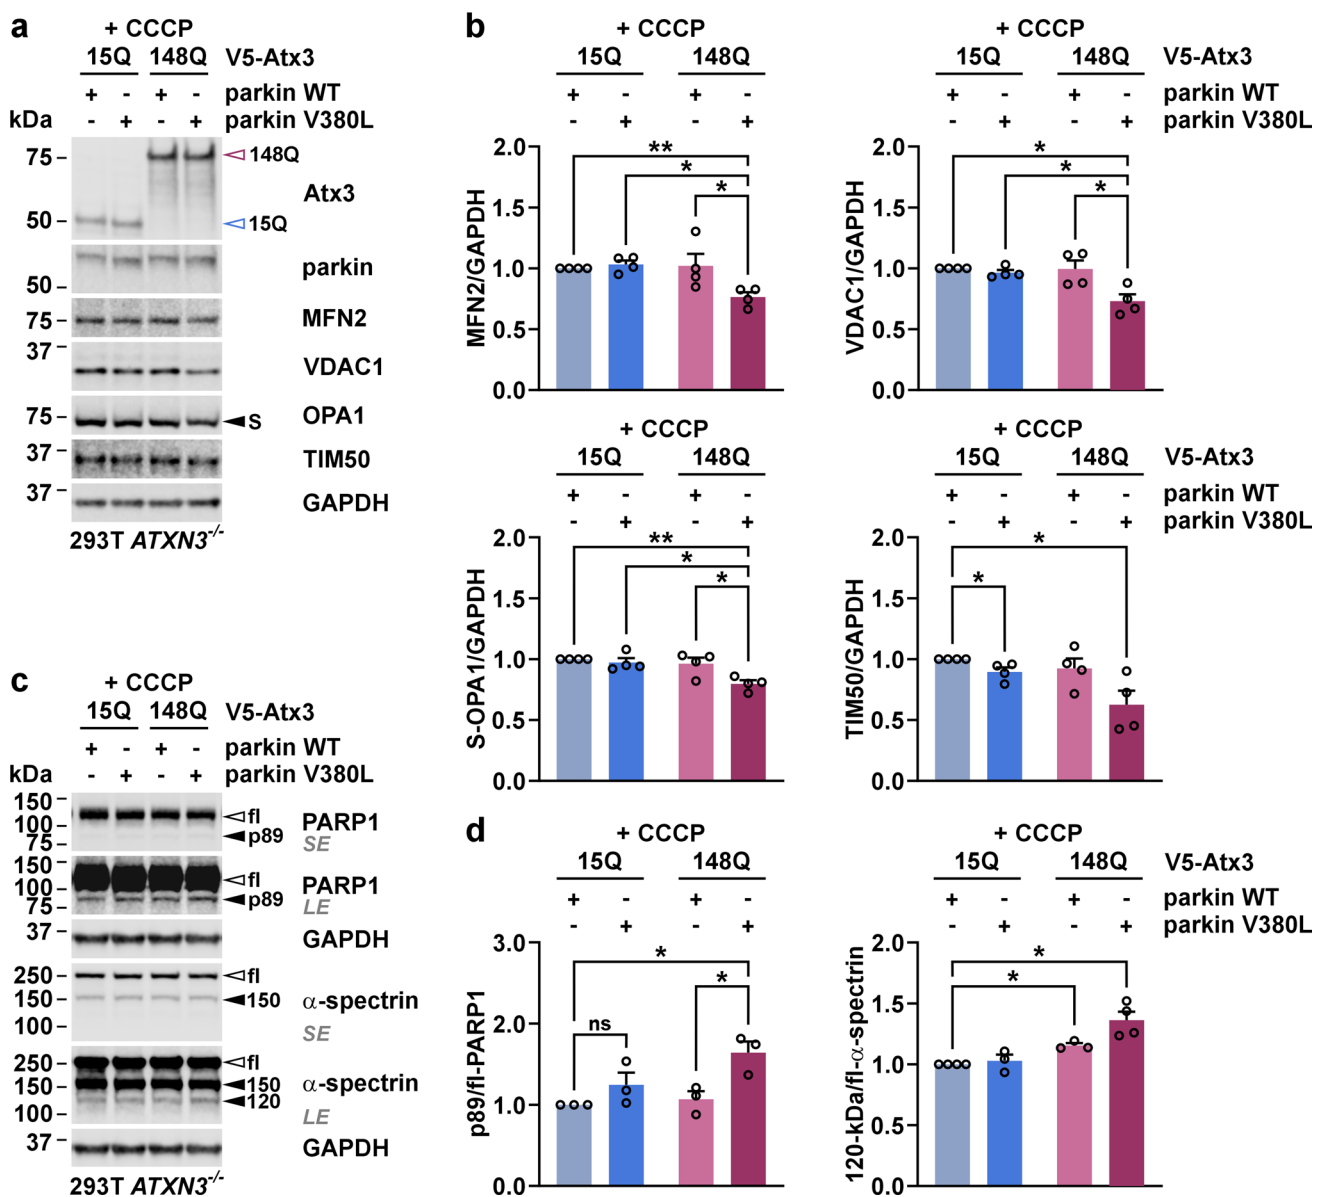 a
+ CCCP
15Q 148Q V5-Atx3
+ - + - parkin WT
kDa - + - + parkin V380L
75 148Q
Atx3
50 15Q
parkin
50
75 MFN2
37
VDAC1
75 S OPA1
37 TIM50
37 GAPDH
293T ATXN3-/-
b
+ CCCP
15Q 148Q
+ - + -
- + - +
2.0
1.5
1.0
0.5
0.0
MFN2/GAPDH
** * *
+ CCCP
15Q 148Q V5-Atx3
+ - + - parkin WT
- + - + parkin V380L
2.0
1.5
1.0
0.5
0.0
VDAC1/GAPDH
* * *
+ CCCP
15Q 148Q
+ - + -
- + - +
2.0
1.5
1.0
0.5
0.0
S-OPA1/GAPDH
** * *
+ CCCP
15Q 148Q V5-Atx3
+ - + - parkin WT
- + - + parkin V380L
2.0
1.5
1.0
0.5
0.0
TIM50/GAPDH
* *
c
+ CCCP
15Q 148Q V5-Atx3
+ - + - parkin WT
kDa - + - + parkin V380L
150 fl PARP1
100
75 p89 SE
150 fl PARP1
100
75 p89 LE
37 GAPDH
250 fl
150 150 α-spectrin
100 SE
250 fl
150 150 α-spectrin
120
100 LE
37 GAPDH
293T ATXN3-/-
d
+ CCCP
15Q 148Q
+ - + -
- + - +
3.0
2.0
1.0
0.0
p89/fl-PARP1
* * ns
+ CCCP
15Q 148Q V5-Atx3
+ - + - parkin WT
- + - + parkin V380L
2.0
1.5
1.0
0.5
0.0
120-kDa/fl-α-spectrin
* *